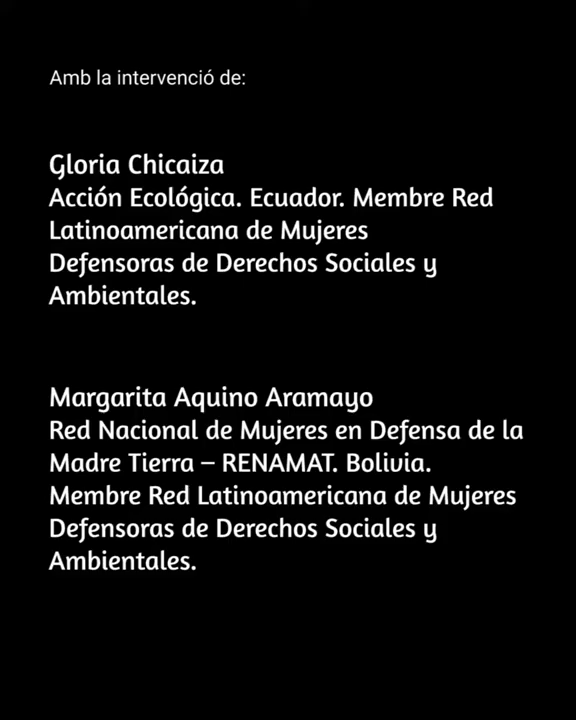 Amb la intervenció de:
Gloria Chicaiza
Acción Ecológica. Ecuador. Membre Red
Latinoamericana de Mujeres
Defensoras de Derechos Sociales y
Ambientales.
Margarita Aquino Aramayo
Red Nacional de Mujeres en Defensa de la
Madre Tierra – RENAMAT. Bolivia.
Membre Red Latinoamericana de Mujeres
Defensoras de Derechos Sociales y
Ambientales.